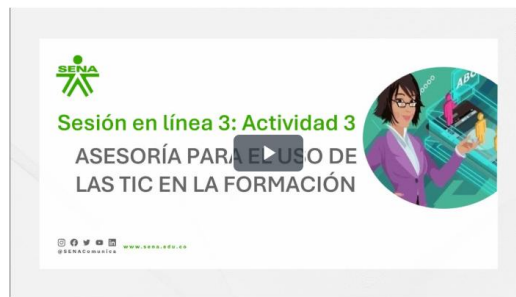 SENA
Sesión en línea 3: Actividad 3
ASESORÍA PARA EL USO DE
LAS TIC EN LA FORMACIÓN
@SENAComunica www.sena.edu.co
ABC